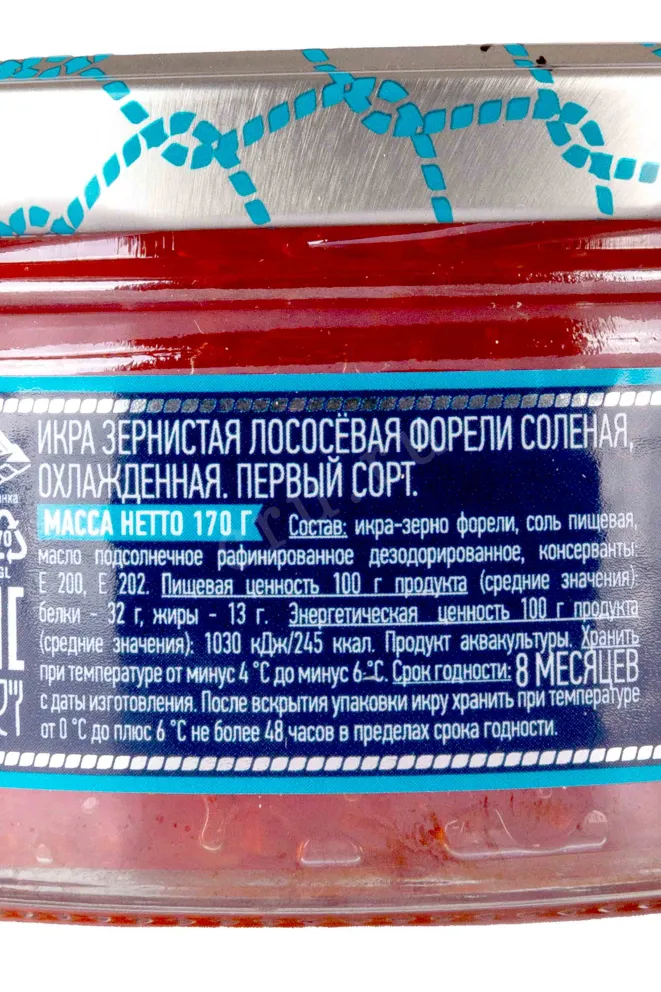 ИКРА ЗЕРНИСТАЯ ЛОСОСЁВАЯ ФОРЕЛИ СОЛЕНАЯ,
ОХЛАЖДЕННАЯ. ПЕРВЫЙ СОРТ.
МАССА НЕТТО 170 Г Состав: икра-зерно форели, соль пищевая,
масло подсолнечное рафинированное дезодорированное, консерванты:
Е 200, Е 202. Пищевая ценность 100 г продукта (средние значения):
белки - 32 г, жиры - 13 г. Энергетическая ценность 100 г продукта
(средние значения): 1030 кДж/245 ккал. Продукт аквакультуры. Хранить
при температуре от минус 4 °С до минус 6 °С. Срок годности: 8 МЕСЯЦЕВ
с даты изготовления. После вскрытия упаковки икру хранить при температуре
от 0 °С до плюс 6 °С не более 48 часов в пределах срока годности.
70
GL